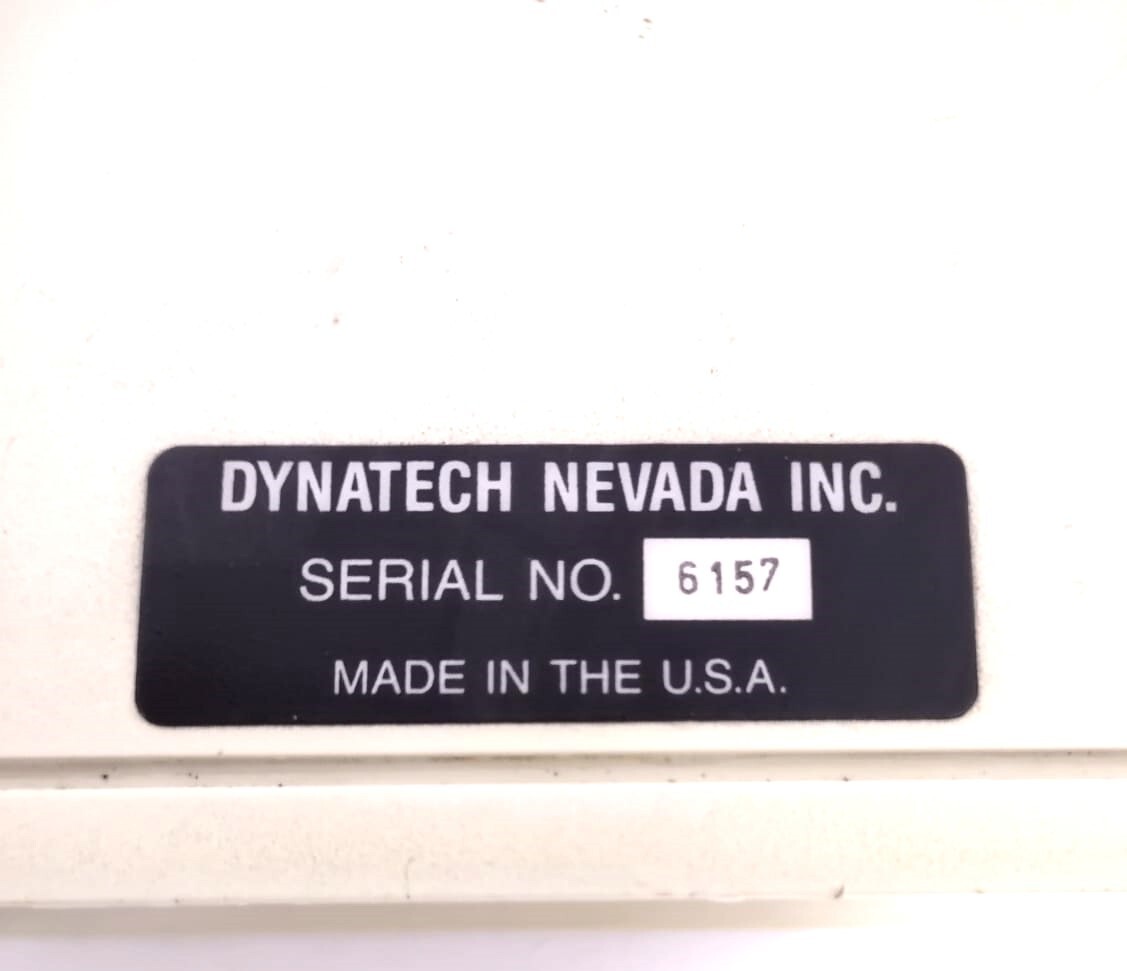 DYNATECH NEVADA INC.
SERIAL NO. 6157
MADE IN THE U.S.A.